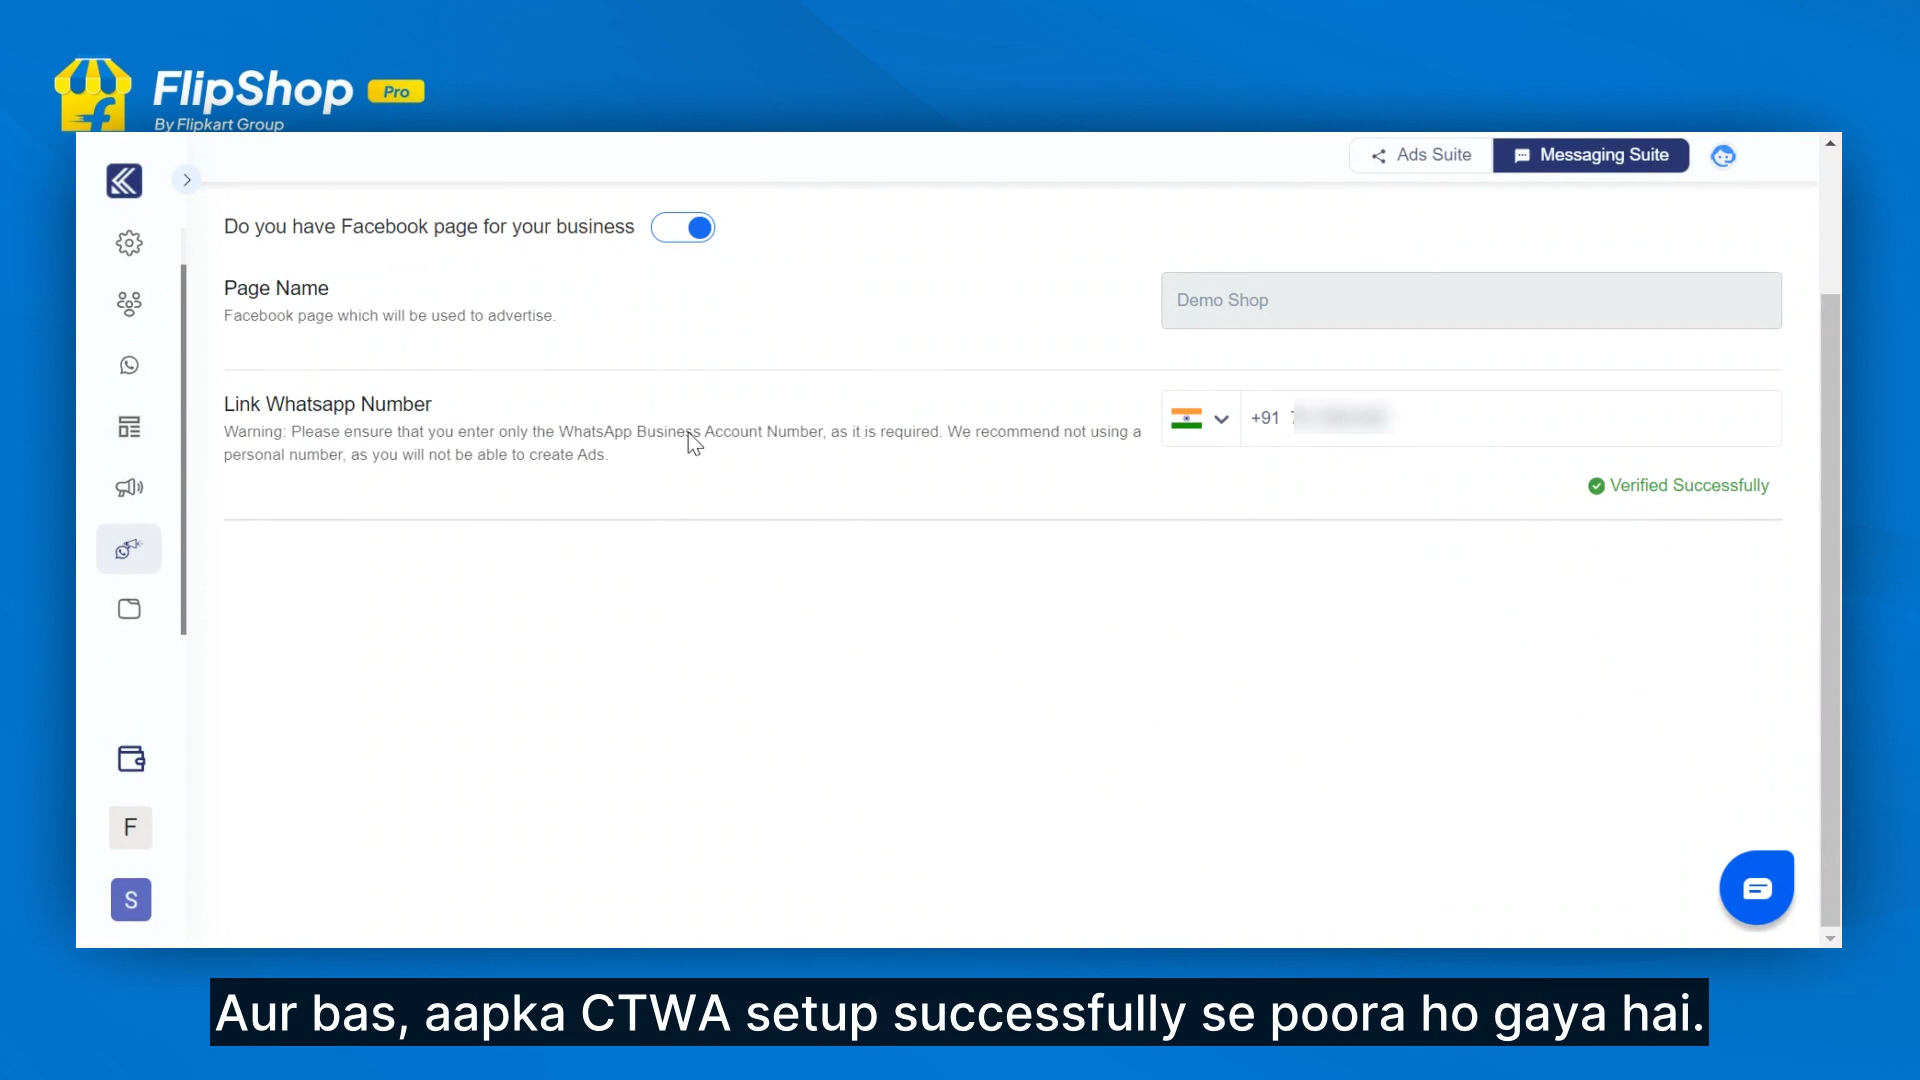 FlipShop Pro
By Flipkart Group
Ads Suite
Messaging Suite
Do you have Facebook page for your business
Page Name
Facebook page which will be used to advertise.
Demo Shop
Link Whatsapp Number
Warning: Please ensure that you enter only the WhatsApp Business Account Number, as it is required. We recommend not using a
personal number, as you will not be able to create Ads.
+91
Verified Successfully
F
S
Aur bas, aapka CTWA setup successfully se poora ho gaya hai.